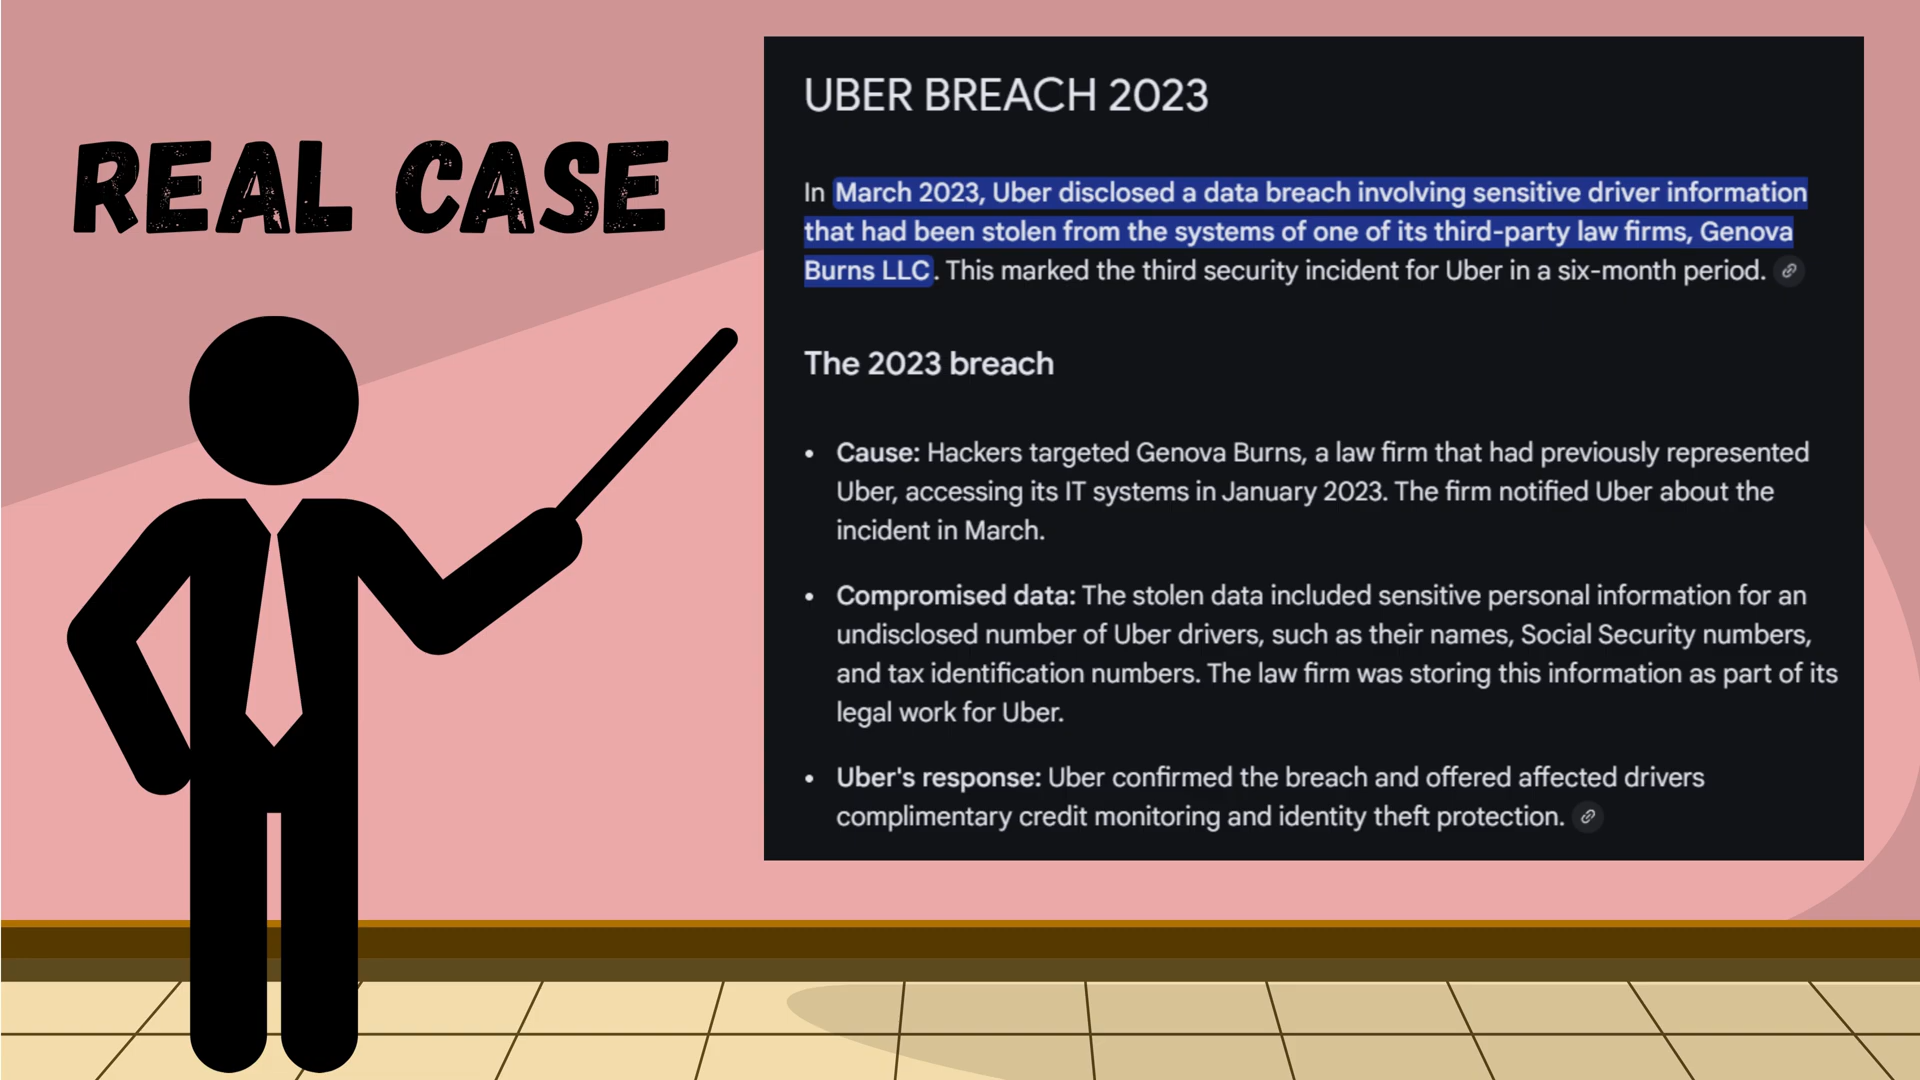 REAL CASE
UBER BREACH 2023
In March 2023, Uber disclosed a data breach involving sensitive driver information
that had been stolen from the systems of one of its third-party law firms, Genova
Burns LLC. This marked the third security incident for Uber in a six-month period.
The 2023 breach
• Cause: Hackers targeted Genova Burns, a law firm that had previously represented
Uber, accessing its IT systems in January 2023. The firm notified Uber about the
incident in March.
• Compromised data: The stolen data included sensitive personal information for an
undisclosed number of Uber drivers, such as their names, Social Security numbers,
and tax identification numbers. The law firm was storing this information as part of its
legal work for Uber.
• Uber's response: Uber confirmed the breach and offered affected drivers
complimentary credit monitoring and identity theft protection.